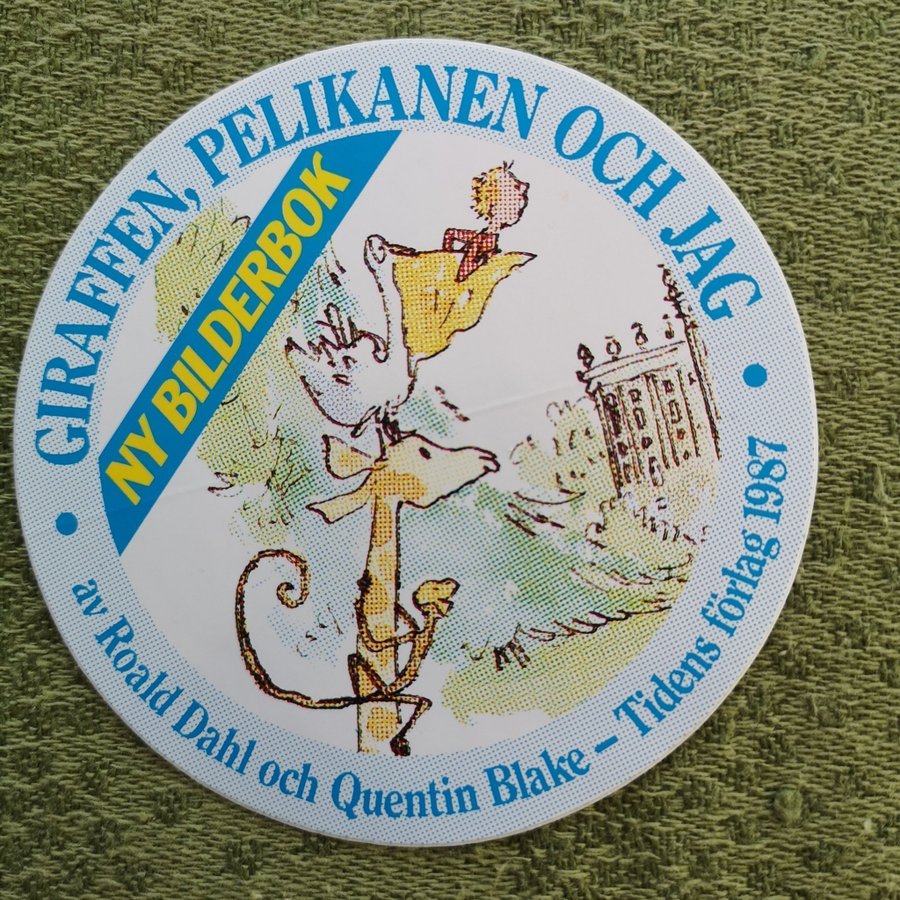 GIRAFFEN, PELIKANEN OCH JAG
NY BILDERBOK
av Roald Dahl och Quentin Blake – Tidens förlag 1987